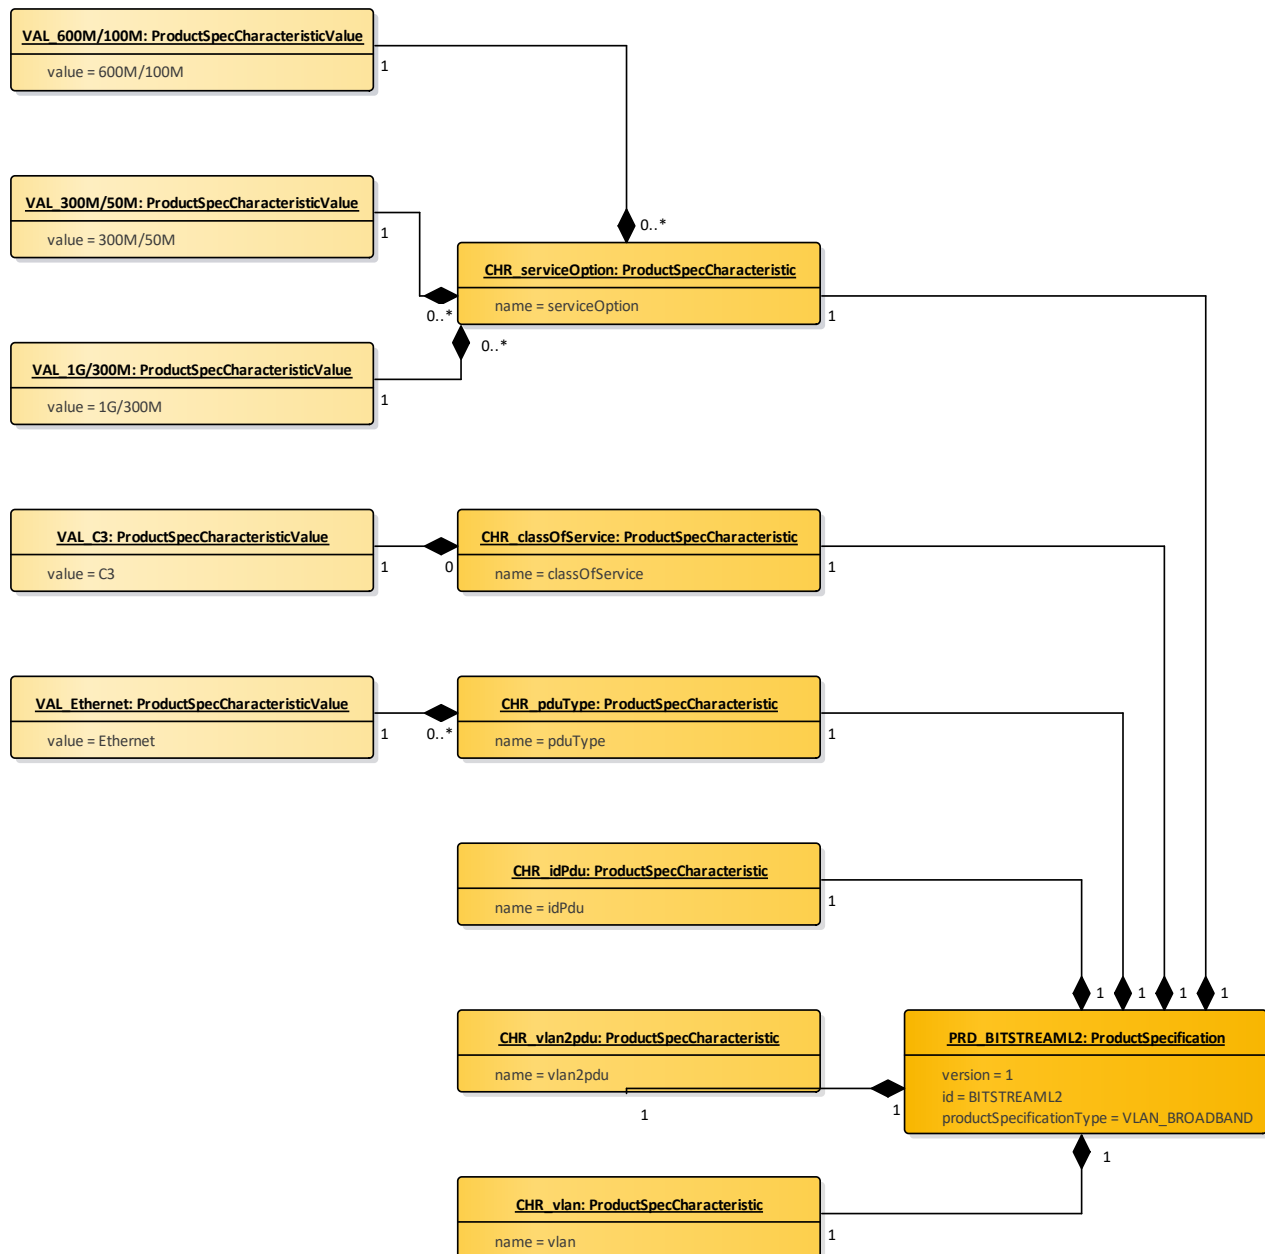 VAL_600M/100M: ProductSpecCharacteristicValue
value = 600M/100M
1
VAL_300M/50M: ProductSpecCharacteristicValue
value = 300M/50M
1
0..*
CHR_serviceOption: ProductSpecCharacteristic
name = serviceOption
1
0..*
0..*
VAL_1G/300M: ProductSpecCharacteristicValue
value = 1G/300M
1
VAL_C3: ProductSpecCharacteristicValue
value = C3
1
0
CHR_classOfService: ProductSpecCharacteristic
name = classOfService
1
VAL_Ethernet: ProductSpecCharacteristicValue
value = Ethernet
1
0..*
CHR_pduType: ProductSpecCharacteristic
name = pduType
1
CHR_idPdu: ProductSpecCharacteristic
name = idPdu
1
1
1
1
1
CHR_vlan2pdu: ProductSpecCharacteristic
name = vlan2pdu
1
1
PRD_BITSTREAML2: ProductSpecification
version = 1
id = BITSTREAML2
productSpecificationType = VLAN_BROADBAND
1
CHR_vlan: ProductSpecCharacteristic
name = vlan
1